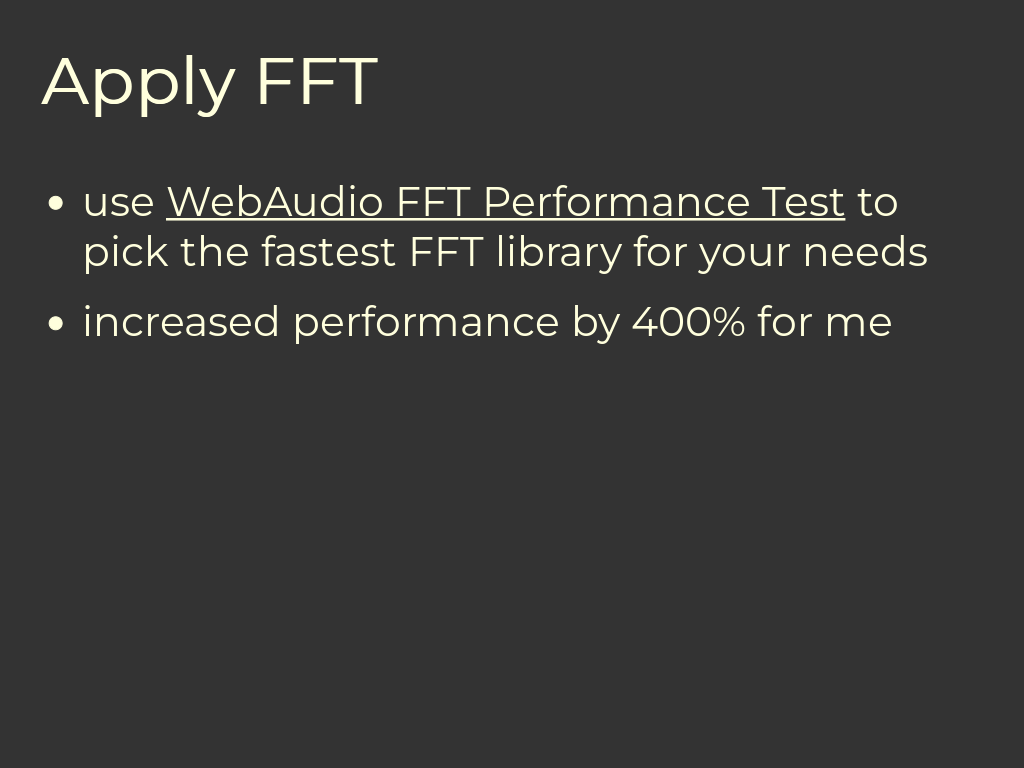 Apply FFT
use WebAudio FFT Performance Test to
pick the fastest FFT library for your needs
increased performance by 400% for me